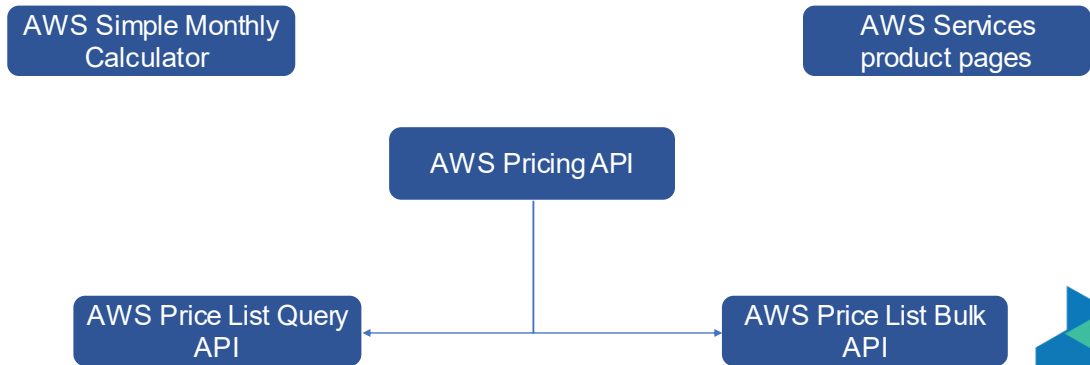 AWS Simple Monthly
Calculator
AWS Services
product pages
AWS Pricing API
AWS Price List Query
API
AWS Price List Bulk
API